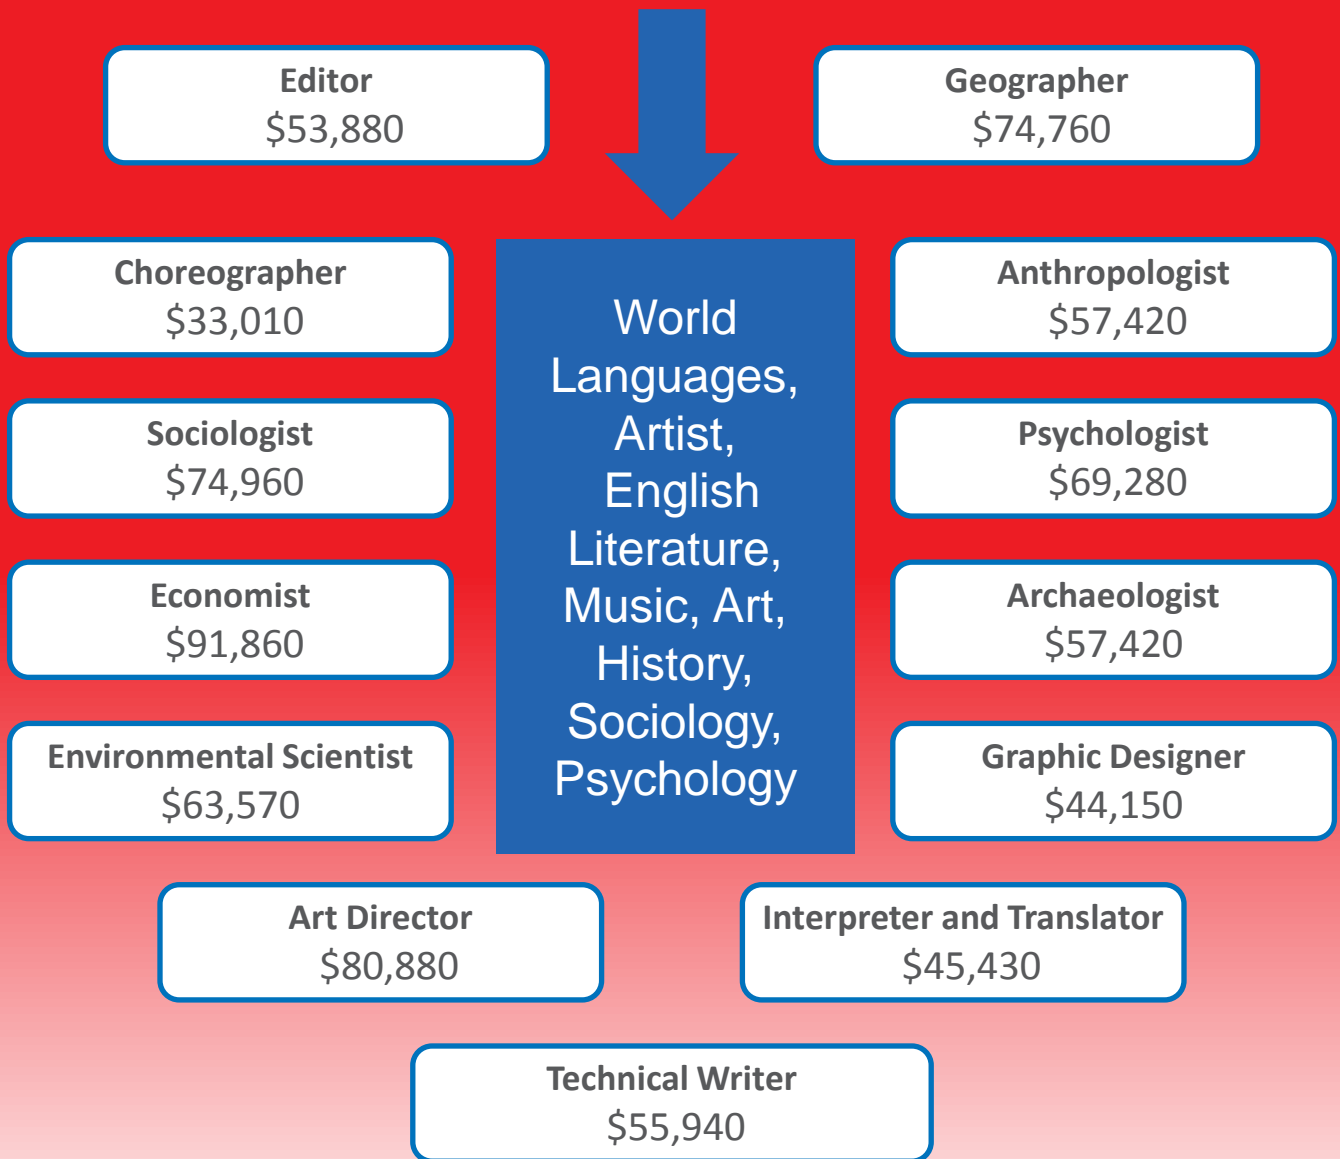 Editor
$53,880
Geographer
$74,760
Choreographer
$33,010
Anthropologist
$57,420
Sociologist
$74,960
Psychologist
$69,280
Economist
$91,860
Archaeologist
$57,420
Environmental Scientist
$63,570
Graphic Designer
$44,150
World
Languages,
Artist,
English
Literature,
Music, Art,
History,
Sociology,
Psychology
Art Director
$80,880
Interpreter and Translator
$45,430
Technical Writer
$55,940